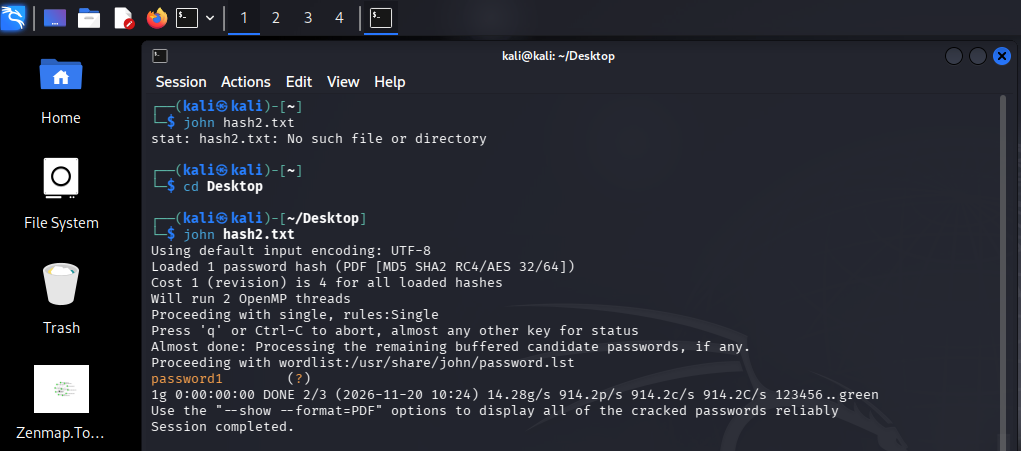 1 2 3 4
kali@kali: ~/Desktop
Session Actions Edit View Help
Home
File System
Trash
Zenmap.To...
┌──(kali㉿kali)-[~]
└─$ john hash2.txt
stat: hash2.txt: No such file or directory
┌──(kali㉿kali)-[~]
└─$ cd Desktop
┌──(kali㉿kali)-[~/Desktop]
└─$ john hash2.txt
Using default input encoding: UTF-8
Loaded 1 password hash (PDF [MD5 SHA2 RC4/AES 32/64])
Cost 1 (revision) is 4 for all loaded hashes
Will run 2 OpenMP threads
Proceeding with single, rules:Single
Press 'q' or Ctrl-C to abort, almost any other key for status
Almost done: Processing the remaining buffered candidate passwords, if any.
Proceeding with wordlist:/usr/share/john/password.lst
password1        (?)
1g 0:00:00:00 DONE 2/3 (2026-11-20 10:24) 14.28g/s 914.2p/s 914.2c/s 914.2C/s 123456..green
Use the "--show --format=PDF" options to display all of the cracked passwords reliably
Session completed.